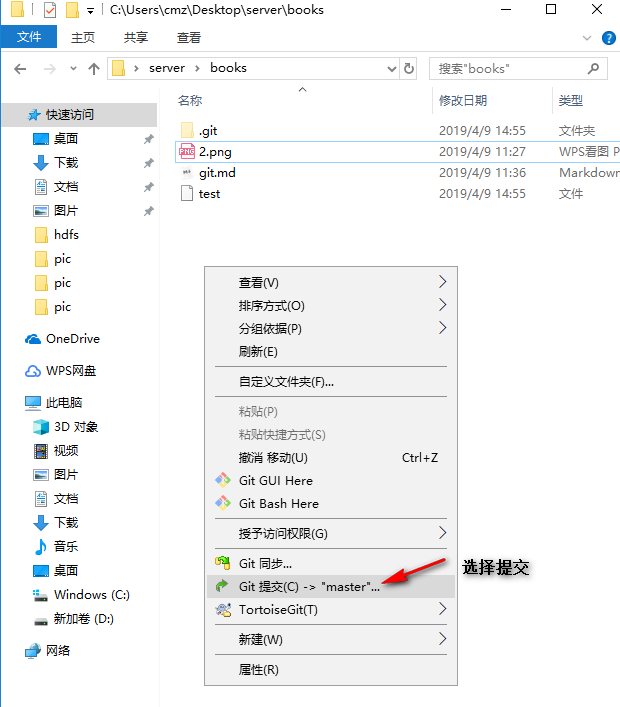 C:\Users\cmz\Desktop\server\books
文件 主页 共享 查看
server books 搜索"books"
名称 修改日期 类型
快速访问
桌面
下载
文档
图片
hdfs
pic
pic
pic
OneDrive
WPS网盘
此电脑
3D 对象
视频
图片
文档
下载
音乐
桌面
Windows (C:)
新加卷 (D:)
网络
.git 2019/4/9 14:55 文件夹
2.png 2019/4/9 11:27 WPS看图 P
git.md 2019/4/9 11:36 Markdown
test 2019/4/9 14:55 文件
查看(V)
排序方式(O)
分组依据(P)
刷新(E)
自定义文件夹(F)...
粘贴(P)
粘贴快捷方式(S)
撤消 移动(U) Ctrl+Z
Git GUI Here
Git Bash Here
授予访问权限(G)
Git 同步...
Git 提交(C) -> "master"...
TortoiseGit(T)
新建(W)
属性(R)
选择提交